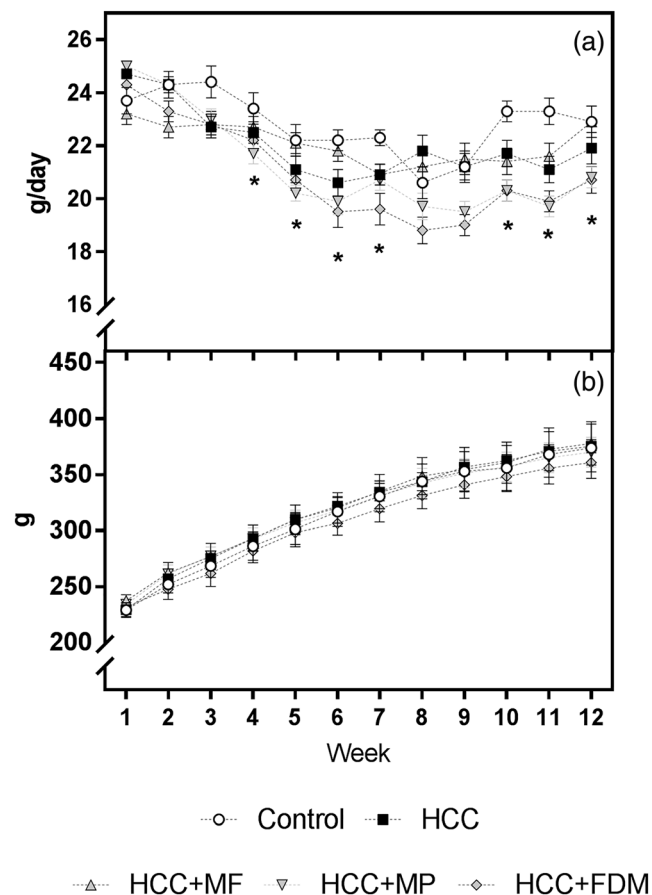 26
(a)
24
22
20
18
16
g/day
* * * * * * *
450
(b)
400
350
300
250
200
g
1 2 3 4 5 6 7 8 9 10 11 12
Week
Control HCC
HCC+MF HCC+MP HCC+FDM